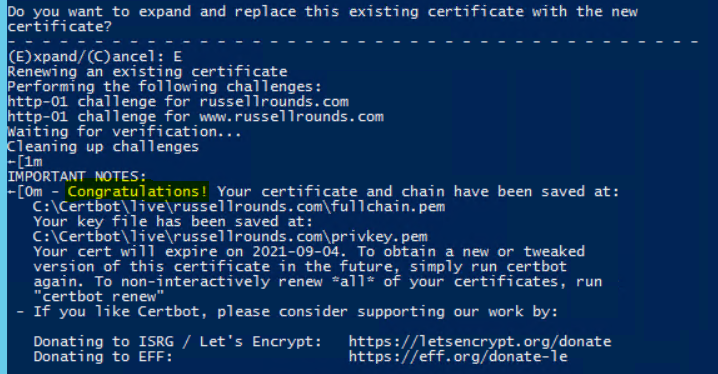 Do you want to expand and replace this existing certificate with the new
certificate?
- - - - - - - - - - - - - - - - - - - - - - - - - - - - - - - - - - - - - - - -
(E)xpand/(C)ancel: E
Renewing an existing certificate
Performing the following challenges:
http-01 challenge for russellrounds.com
http-01 challenge for www.russellrounds.com
Waiting for verification...
Cleaning up challenges
←[1m
IMPORTANT NOTES:
←[0m - Congratulations! Your certificate and chain have been saved at:
C:\Certbot\live\russellrounds.com\fullchain.pem
Your key file has been saved at:
C:\Certbot\live\russellrounds.com\privkey.pem
Your cert will expire on 2021-09-04. To obtain a new or tweaked
version of this certificate in the future, simply run certbot
again. To non-interactively renew *all* of your certificates, run
"certbot renew"
- If you like Certbot, please consider supporting our work by:
Donating to ISRG / Let's Encrypt: https://letsencrypt.org/donate
Donating to EFF: https://eff.org/donate-le